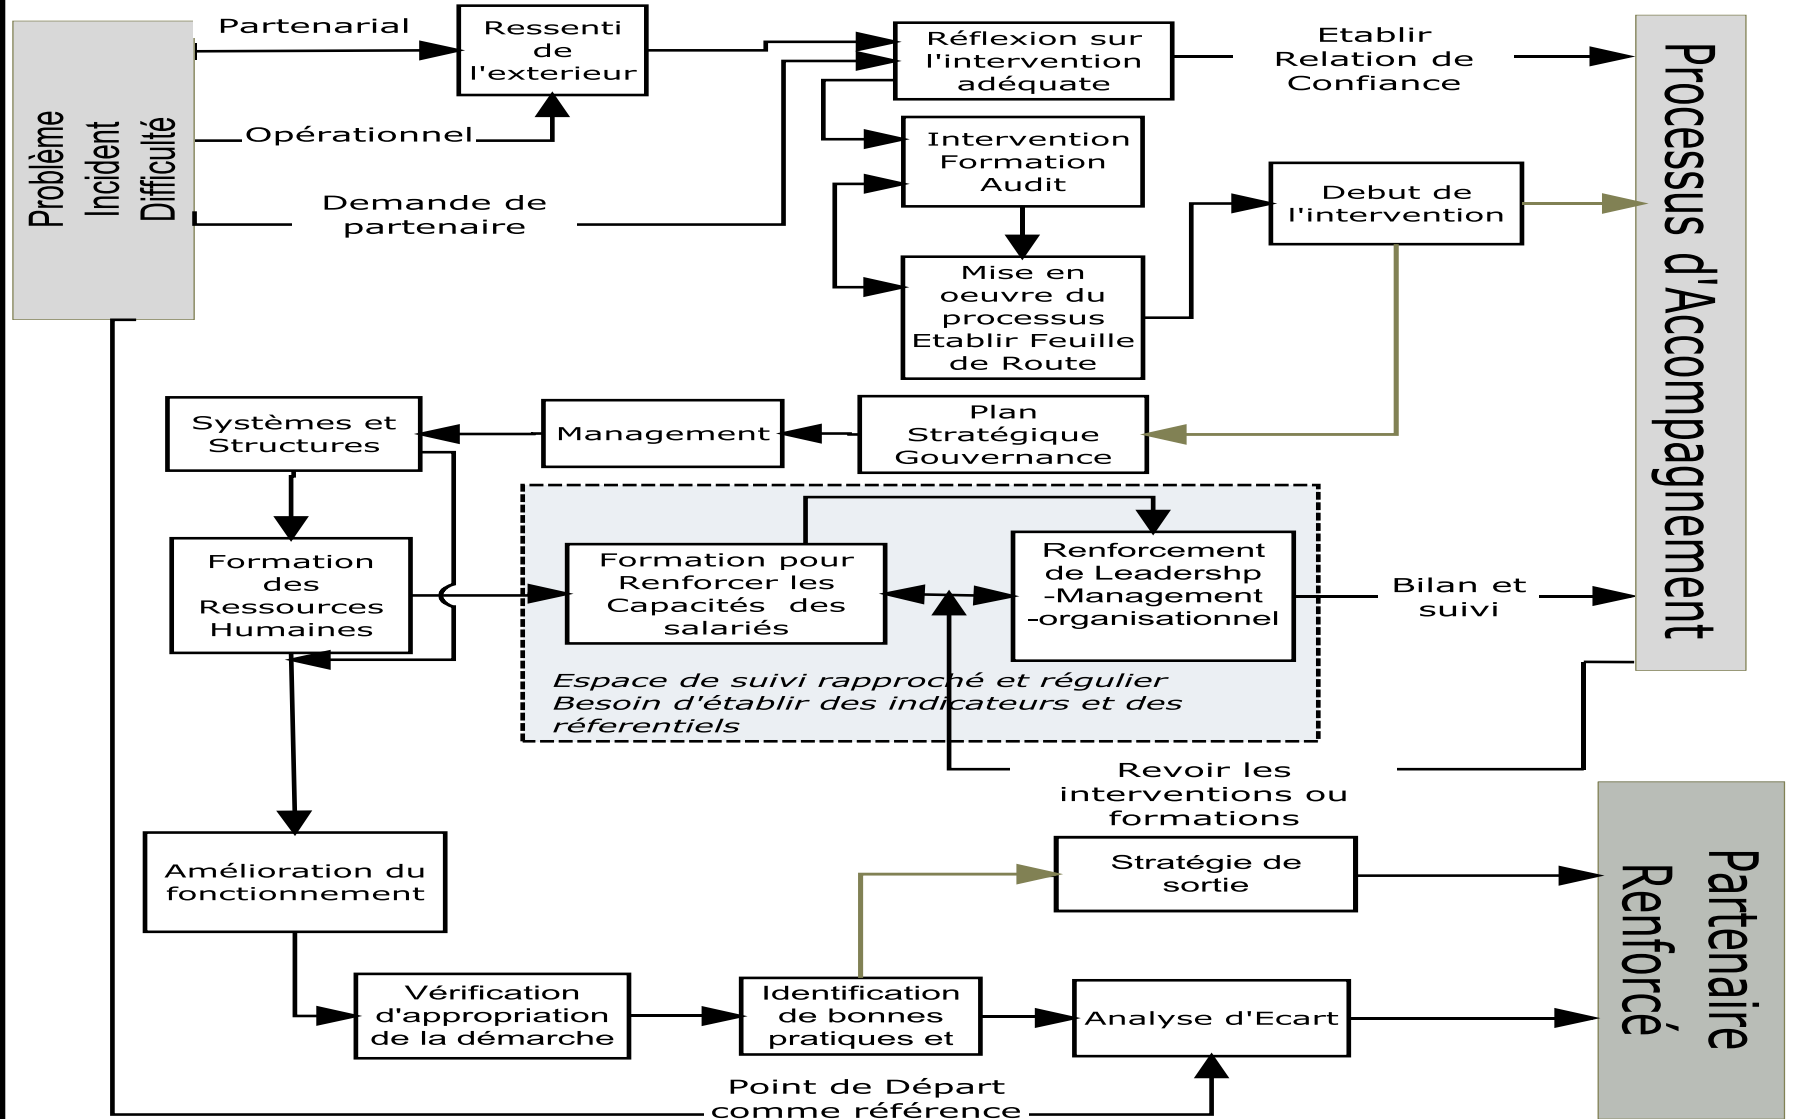 Problème
Incident
Difficulté
Partenarial
Ressenti
de
l'exterieur
Réflexion sur
l'intervention
adéquate
Etablir
Relation de
Confiance
Processus d'Accompagnement
Opérationnel
Intervention
Formation
Audit
Demande de
partenaire
Debut de
l'intervention
Mise en
oeuvre du
processus
Etablir Feuille
de Route
Systèmes et
Structures
Management
Plan
Stratégique
Gouvernance
Formation
des
Ressources
Humaines
Formation pour
Renforcer les
Capacités des
salariés
Renforcement
de Leadershp
-Management
-organisationnel
Bilan et
suivi
Espace de suivi rapproché et régulier
Besoin d'établir des indicateurs et des
réferentiels
Revoir les
interventions ou
formations
Amélioration du
fonctionnement
Stratégie de
sortie
Partenaire
Renforcé
Vérification
d'appropriation
de la démarche
Identification
de bonnes
pratiques et
Analyse d'Ecart
Point de Départ
comme référence